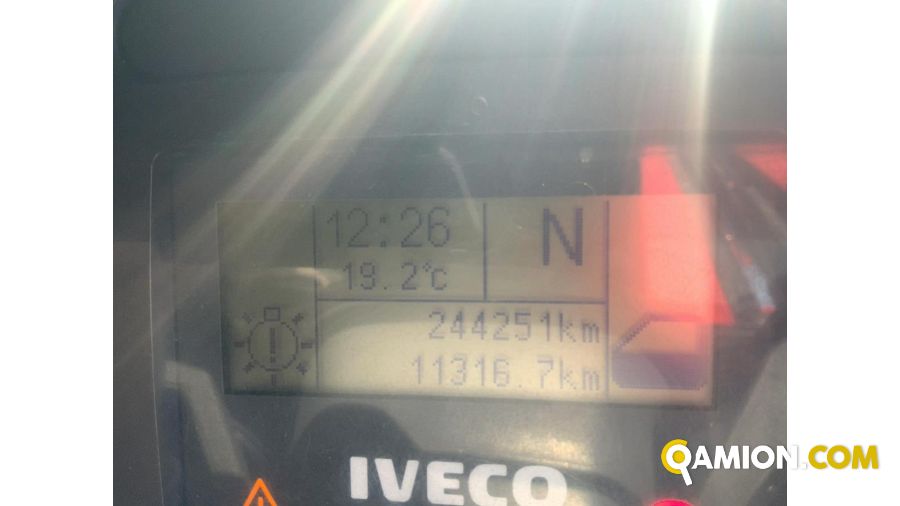 12:26
N
19.2°c
244251km
11316.7km
IVECO
QAMION.COM